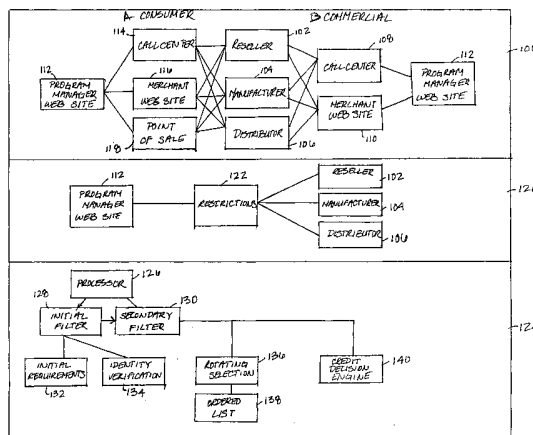 A CONSUMER
B COMMERCIAL
114
102
108
CALL CENTER
RESELLER
CALL CENTER
112
112
PROGRAM
MANAGER
WEB SITE
116
MERCHANT
WEB SITE
104
MANUFACTURER
PROGRAM
MANAGER
WEB SITE
118
POINT
OF SALE
DISTRIBUTOR
106
MERCHANT
WEB SITE
110
112
PROGRAM
MANAGER
WEB SITE
122
RESTRICTIONS
RESELLER
102
MANUFACTURER
104
DISTRIBUTOR
106
PROCESSOR
126
128
INITIAL
FILTER
SECONDARY
FILTER
130
INITIAL
REQUIREMENTS
132
IDENTITY
VERIFICATION
134
ROTATING
SELECTION
136
ORDERED
LIST
138
CREDIT
DECISION
ENGINE
140